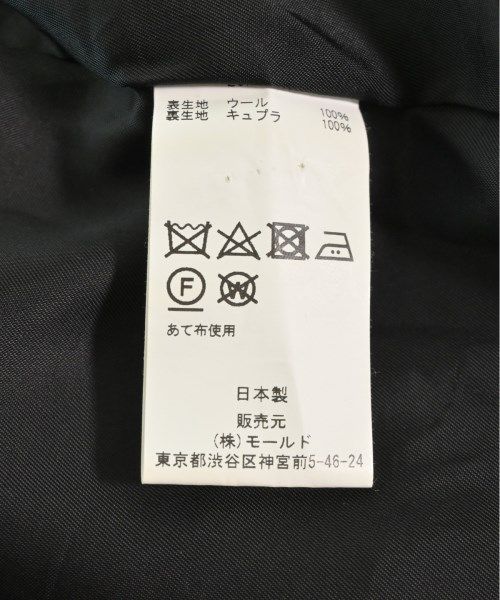 表生地 ウール 100%
裏生地 キュプラ 100%
F
W
あて布使用
日本製
販売元
(株)モールド
東京都渋谷区神宮前5-46-24